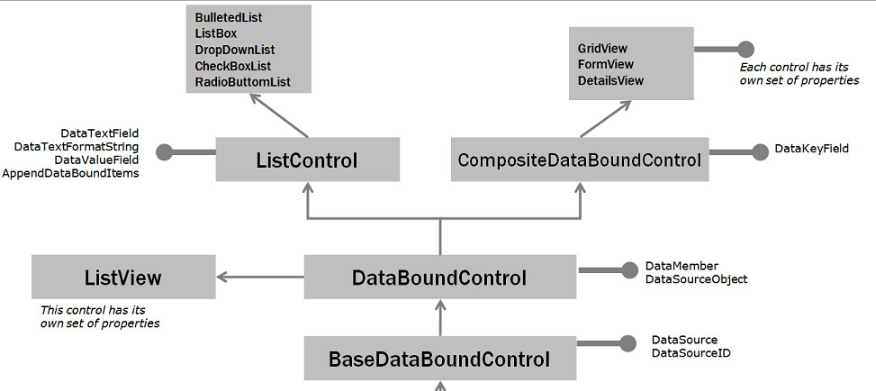 BulletedList
ListBox
DropDownList
CheckBoxList
RadioButtomList
GridView
FormView
DetailsView
Each control has its
own set of properties
DataTextField
DataTextFormatString
DataValueField
AppendDataBoundItems
ListControl
CompositeDataBoundControl
DataKeyField
ListView
This control has its
own set of properties
DataBoundControl
DataMember
DataSourceObject
BaseDataBoundControl
DataSource
DataSourceID